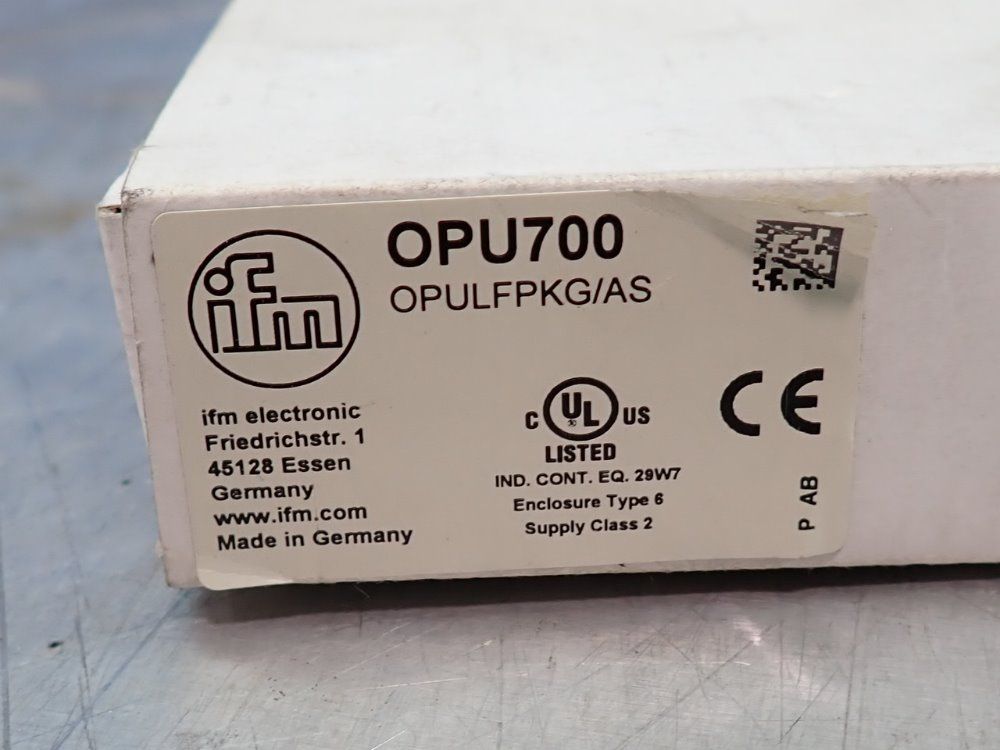 ifm
OPU700
OPULFPKG/AS
ifm electronic
Friedrichstr. 1
45128 Essen
Germany
www.ifm.com
Made in Germany
C UL US
LISTED
IND. CONT. EQ. 29W7
Enclosure Type 6
Supply Class 2
CE
P AB